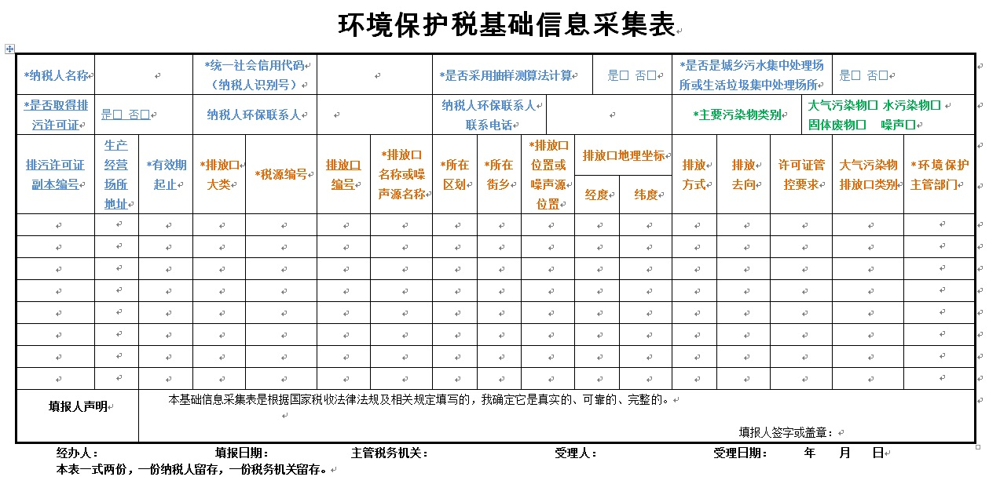 环境保护税基础信息采集表
*纳税人名称
*统一社会信用代码
（纳税人识别号）
*是否采用抽样测算法计算
是□ 否□
*是否是城乡污水集中处理场
所或生活垃圾集中处理场所
是□ 否□
*是否取得排
污许可证
是□ 否□
纳税人环保联系人
纳税人环保联系人
联系电话
*主要污染物类别
大气污染物□ 水污染物□
固体废物□ 噪声□
排污许可证
副本编号
生产
经营
场所
地址
*有效期
起止
*排放口
大类
*税源编号
排放口
编号
*排放口
名称或噪
声源名称
*所在
区划
*所在
街乡
*排放口
位置或
噪声源
位置
排放口地理坐标
经度
纬度
排放
方式
排放
去向
许可证管
控要求
大气污染物
排放口类别
*环境保护
主管部门
填报人声明
本基础信息采集表是根据国家税收法律法规及相关规定填写的，我确定它是真实的、可靠的、完整的。
填报人签字或盖章：
经办人： 填报日期： 主管税务机关： 受理人： 受理日期： 年 月 日
本表一式两份，一份纳税人留存，一份税务机关留存。